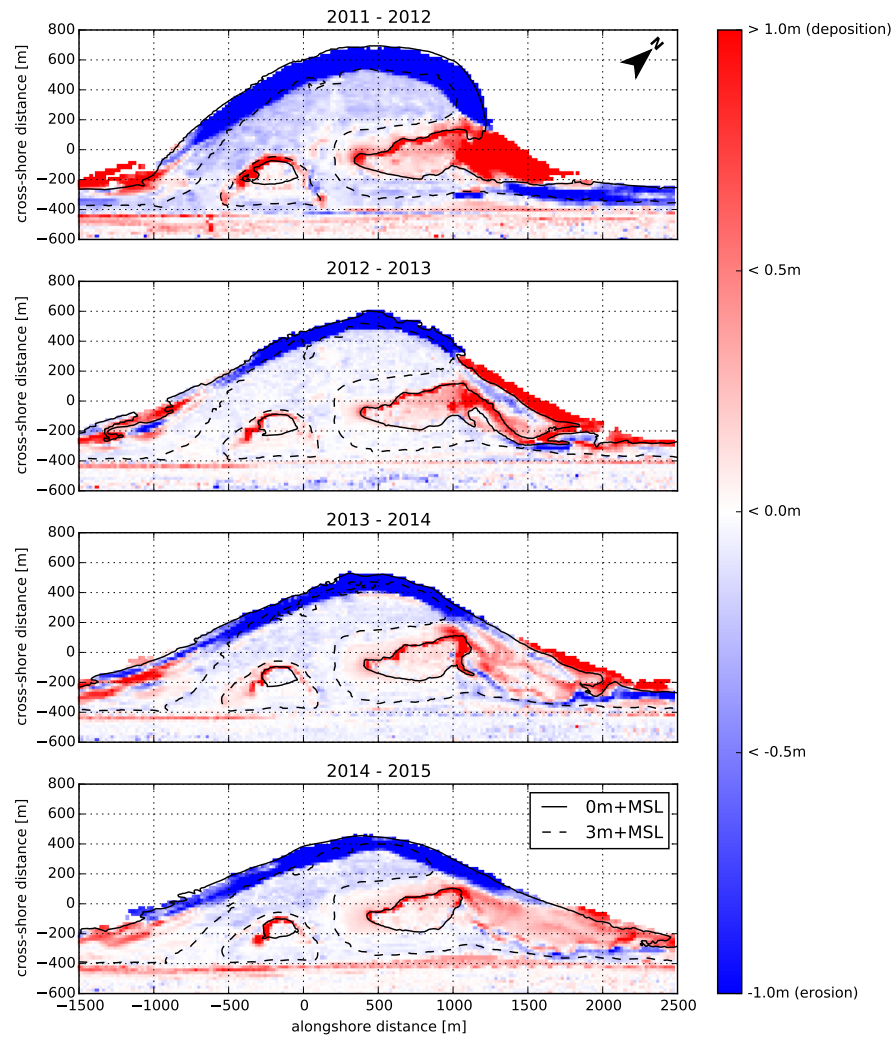 2011 - 2012
800
600
400
200
0
−200
−400
−600
cross-shore distance [m]
N
2012 - 2013
800
600
400
200
0
−200
−400
−600
cross-shore distance [m]
2013 - 2014
800
600
400
200
0
−200
−400
−600
cross-shore distance [m]
2014 - 2015
800
600
400
200
0
−200
−400
−600
cross-shore distance [m]
0m+MSL
3m+MSL
−1500 −1000 −500 0 500 1000 1500 2000 2500
alongshore distance [m]
> 1.0m (deposition)
< 0.5m
< 0.0m
< -0.5m
-1.0m (erosion)